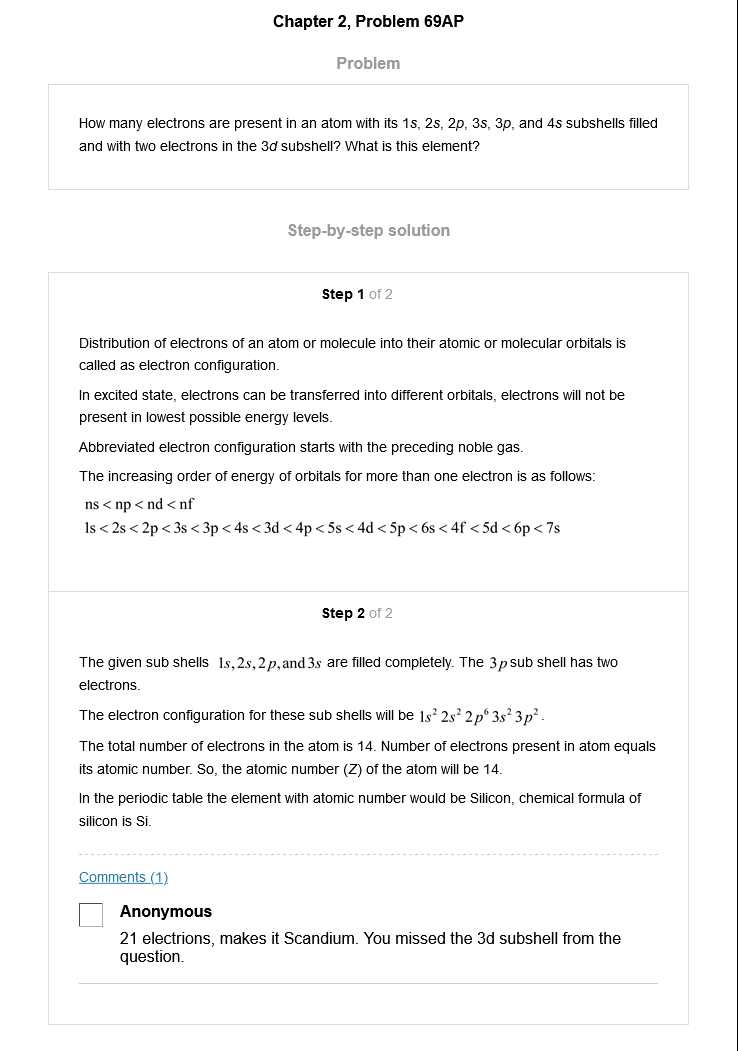 Chapter 2, Problem 69AP
Problem
How many electrons are present in an atom with its 1s, 2s, 2p, 3s, 3p, and 4s subshells filled
and with two electrons in the 3d subshell? What is this element?
Step-by-step solution
Step 1 of 2
Distribution of electrons of an atom or molecule into their atomic or molecular orbitals is
called as electron configuration.
In excited state, electrons can be transferred into different orbitals, electrons will not be
present in lowest possible energy levels.
Abbreviated electron configuration starts with the preceding noble gas.
The increasing order of energy of orbitals for more than one electron is as follows:
ns < np < nd < nf
1s < 2s < 2p < 3s < 3p < 4s < 3d < 4p < 5s < 4d < 5p < 6s < 4f < 5d < 6p < 7s
Step 2 of 2
The given sub shells 1s, 2s, 2p, and 3s are filled completely. The 3p sub shell has two
electrons.
The electron configuration for these sub shells will be 1s² 2s² 2p⁶ 3s² 3p².
The total number of electrons in the atom is 14. Number of electrons present in atom equals
its atomic number. So, the atomic number (Z) of the atom will be 14.
In the periodic table the element with atomic number would be Silicon, chemical formula of
silicon is Si.
Comments (1)
Anonymous
21 electrions, makes it Scandium. You missed the 3d subshell from the
question.